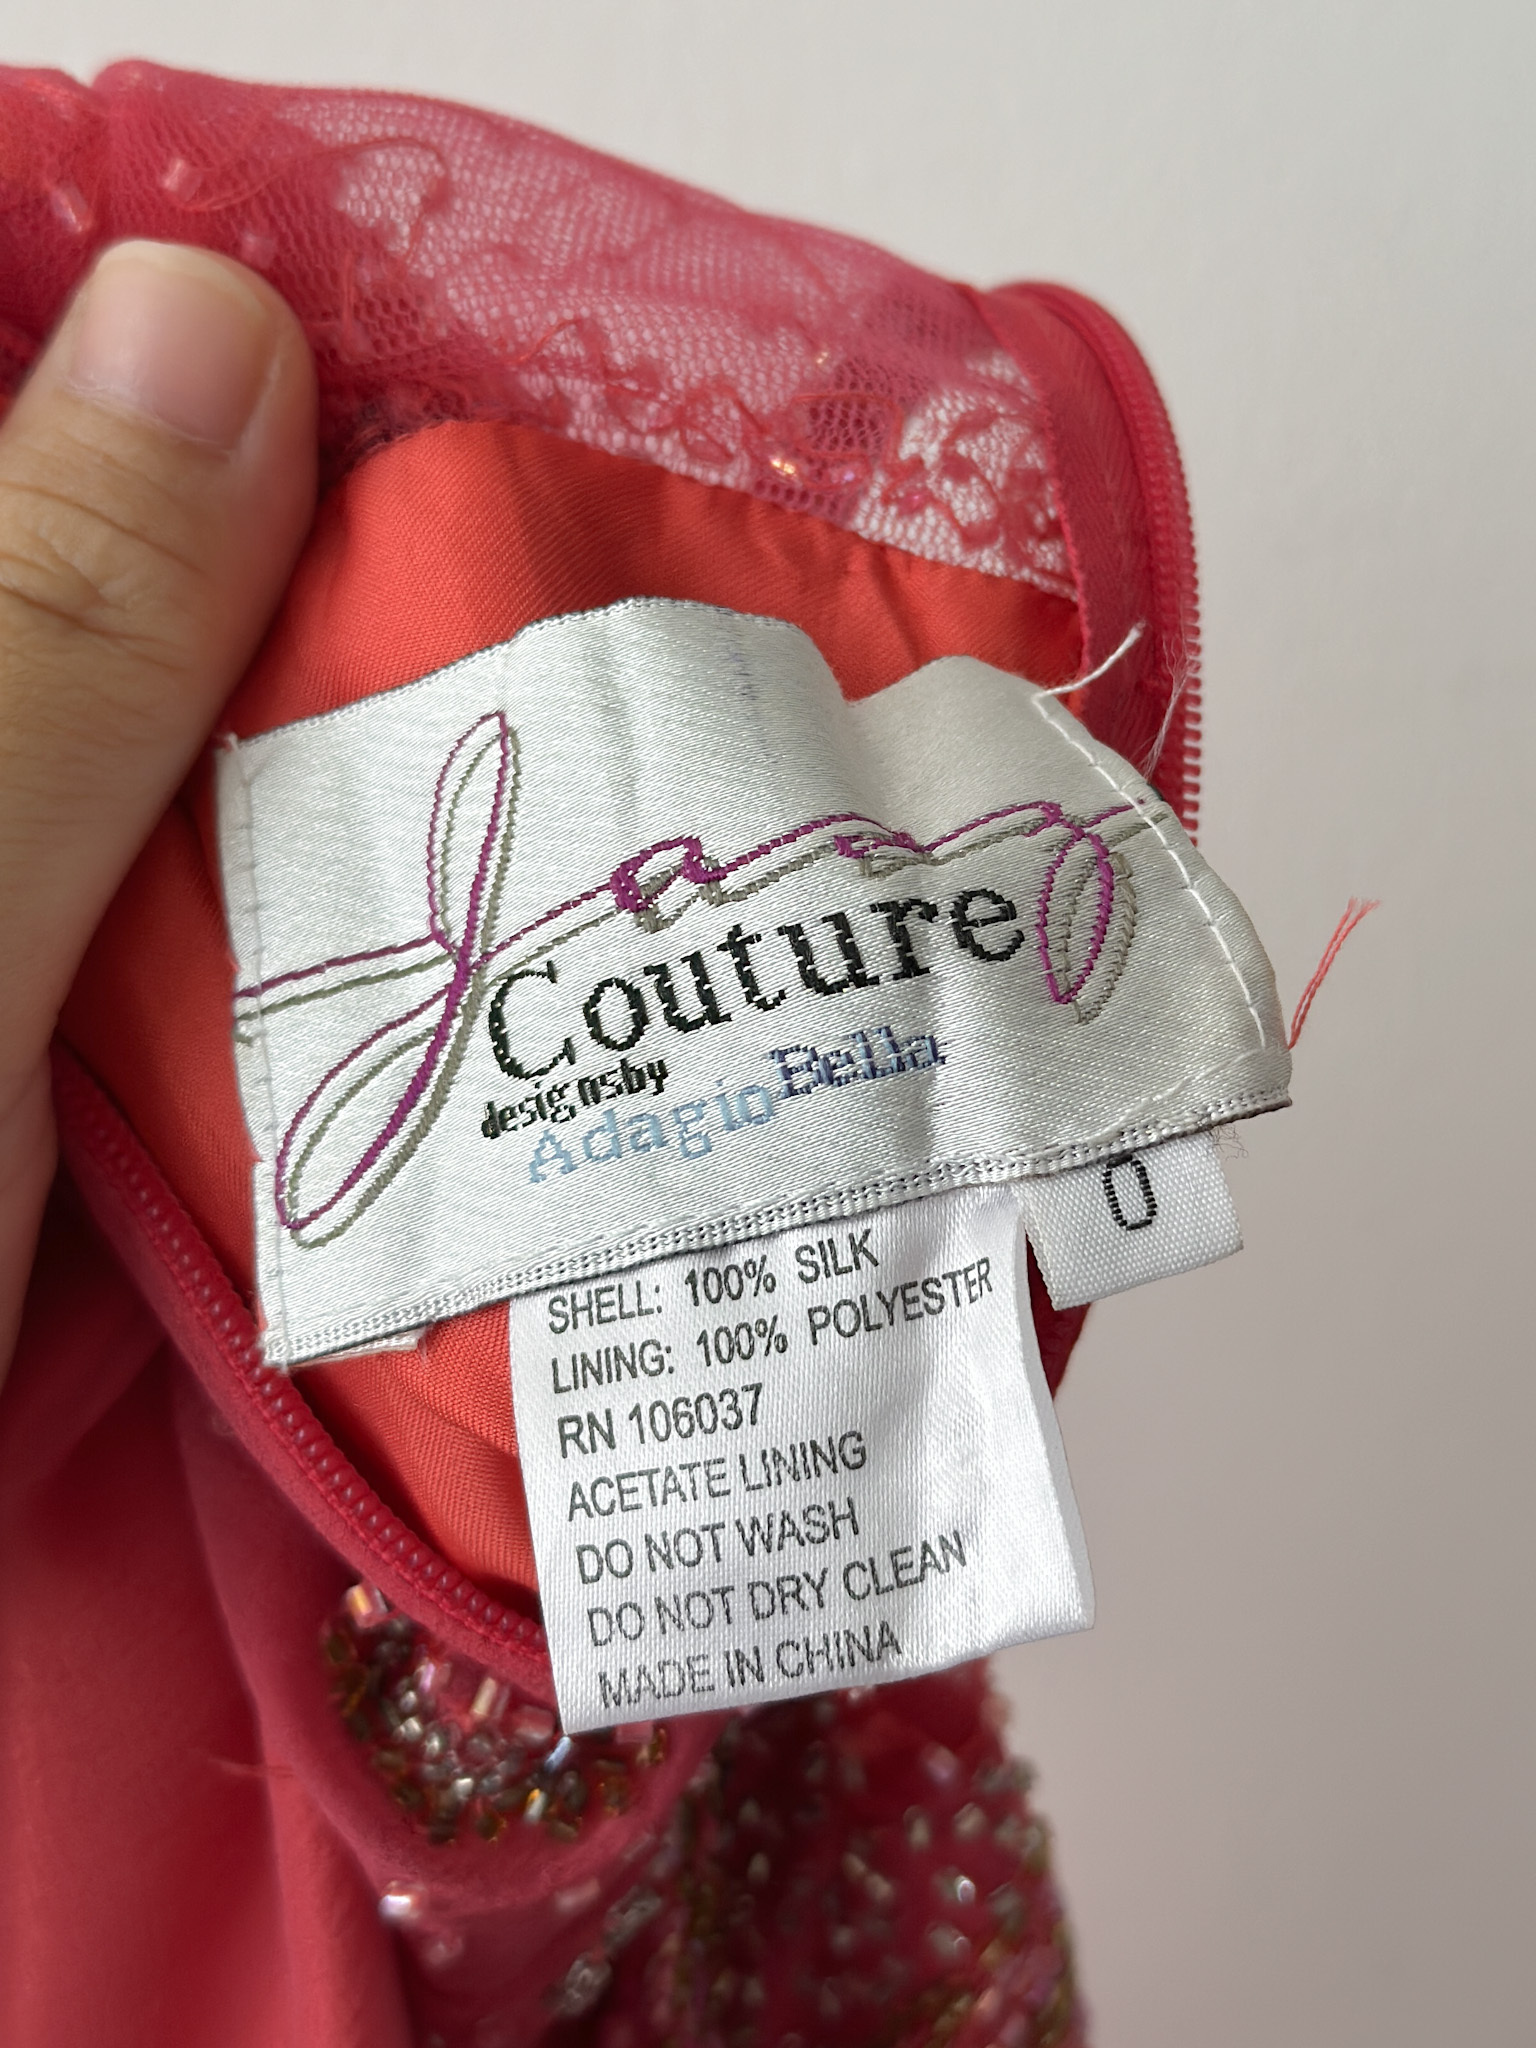 Jany
Couture
designsby
AdagioBella
0
SHELL: 100% SILK
LINING: 100% POLYESTER
RN 106037
ACETATE LINING
DO NOT WASH
DO NOT DRY CLEAN
MADE IN CHINA